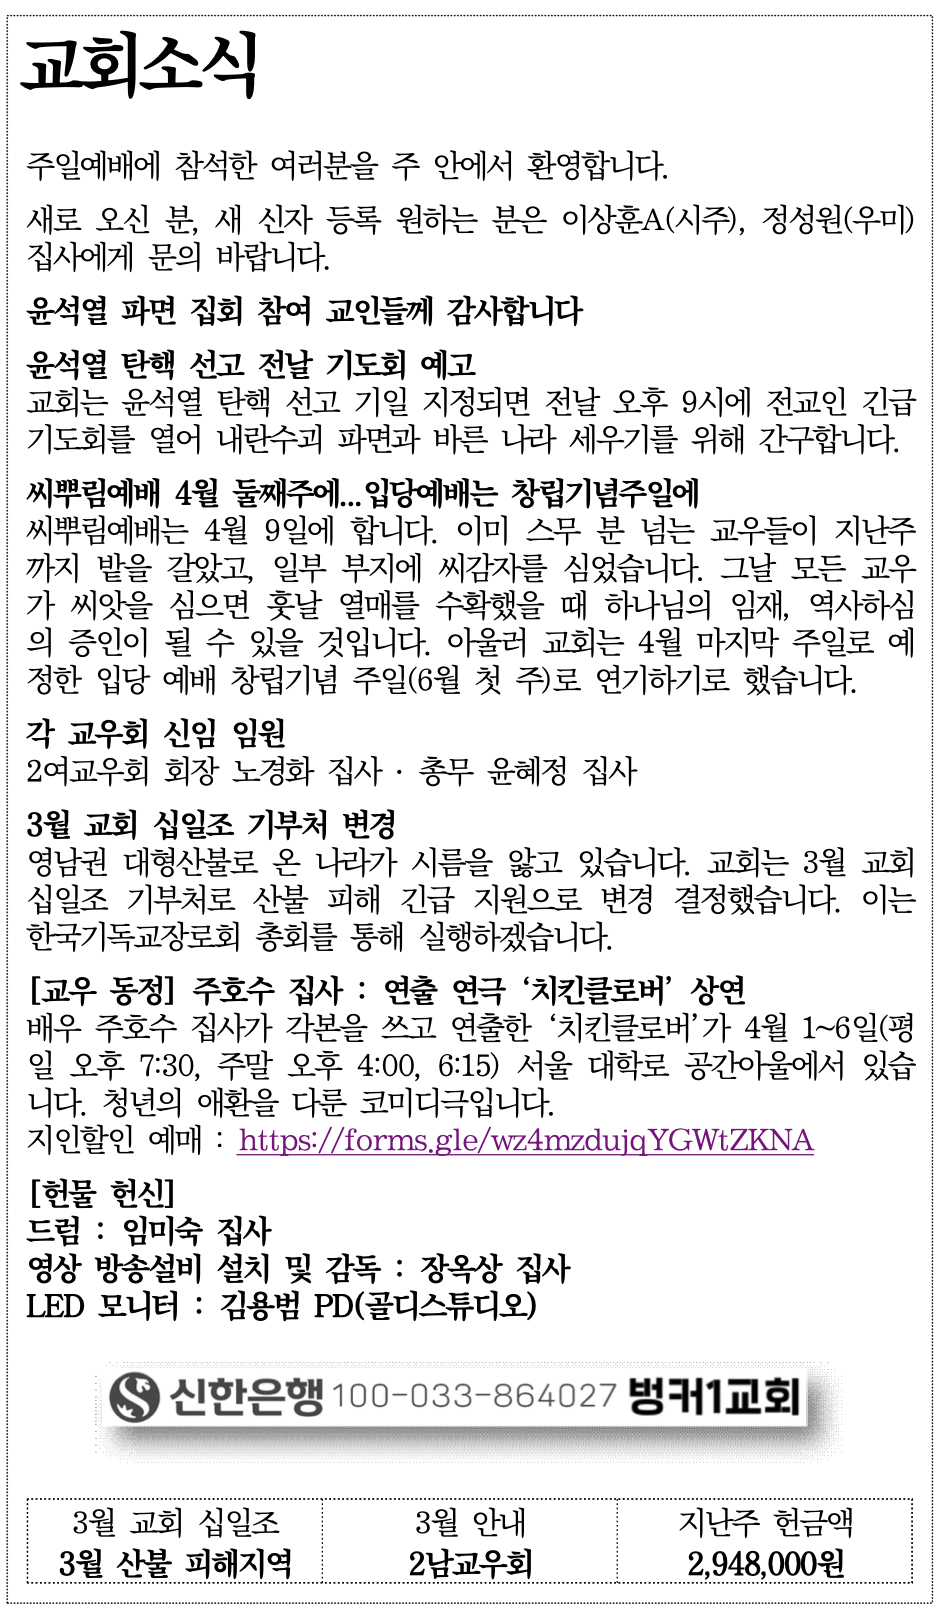 교회소식
주일예배에 참석한 여러분을 주 안에서 환영합니다.
새로 오신 분, 새 신자 등록 원하는 분은 이상훈A(시주), 정성원(우미)
집사에게 문의 바랍니다.
윤석열 파면 집회 참여 교인들께 감사합니다
윤석열 탄핵 선고 전날 기도회 예고
교회는 윤석열 탄핵 선고 기일 지정되면 전날 오후 9시에 전교인 긴급
기도회를 열어 내란수괴 파면과 바른 나라 세우기를 위해 간구합니다.
씨뿌림예배 4월 둘째주에...입당예배는 창립기념주일에
씨뿌림예배는 4월 9일에 합니다. 이미 스무 분 넘는 교우들이 지난주
까지 밭을 갈았고, 일부 부지에 씨감자를 심었습니다. 그날 모든 교우
가 씨앗을 심으면 훗날 열매를 수확했을 때 하나님의 임재, 역사하심
의 증인이 될 수 있을 것입니다. 아울러 교회는 4월 마지막 주일로 예
정한 입당 예배 창립기념 주일(6월 첫 주)로 연기하기로 했습니다.
각 교우회 신임 임원
2여교우회 회장 노경화 집사 · 총무 윤혜정 집사
3월 교회 십일조 기부처 변경
영남권 대형산불로 온 나라가 시름을 앓고 있습니다. 교회는 3월 교회
십일조 기부처로 산불 피해 긴급 지원으로 변경 결정했습니다. 이는
한국기독교장로회 총회를 통해 실행하겠습니다.
[교우 동정] 주호수 집사 : 연출 연극 ‘치킨클로버’ 상연
배우 주호수 집사가 각본을 쓰고 연출한 ‘치킨클로버’가 4월 1~6일(평
일 오후 7:30, 주말 오후 4:00, 6:15) 서울 대학로 공간아울에서 있습
니다. 청년의 애환을 다룬 코미디극입니다.
지인할인 예매 : https://forms.gle/wz4mzdujqYGWtZKNA
[헌물 헌신]
드럼 : 임미숙 집사
영상 방송설비 설치 및 감독 : 장옥상 집사
LED 모니터 : 김용범 PD(골디스튜디오)
신한은행 100-033-864027 벙커1교회
3월 교회 십일조 3월 안내 지난주 헌금액
3월 산불 피해지역 2남교우회 2,948,000원